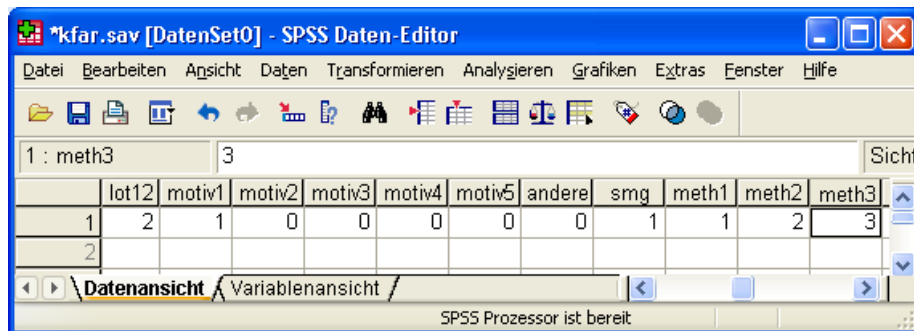 *kfar.sav [DatenSet0] - SPSS Daten-Editor
Datei Bearbeiten Ansicht Daten Transformieren Analysieren Grafiken Extras Fenster Hilfe
1 : meth3 3 Sicht
lot12 motiv1 motiv2 motiv3 motiv4 motiv5 andere smg meth1 meth2 meth3
1 2 1 0 0 0 0 0 1 1 2 3
2
Datenansicht Variablenansicht
SPSS Prozessor ist bereit